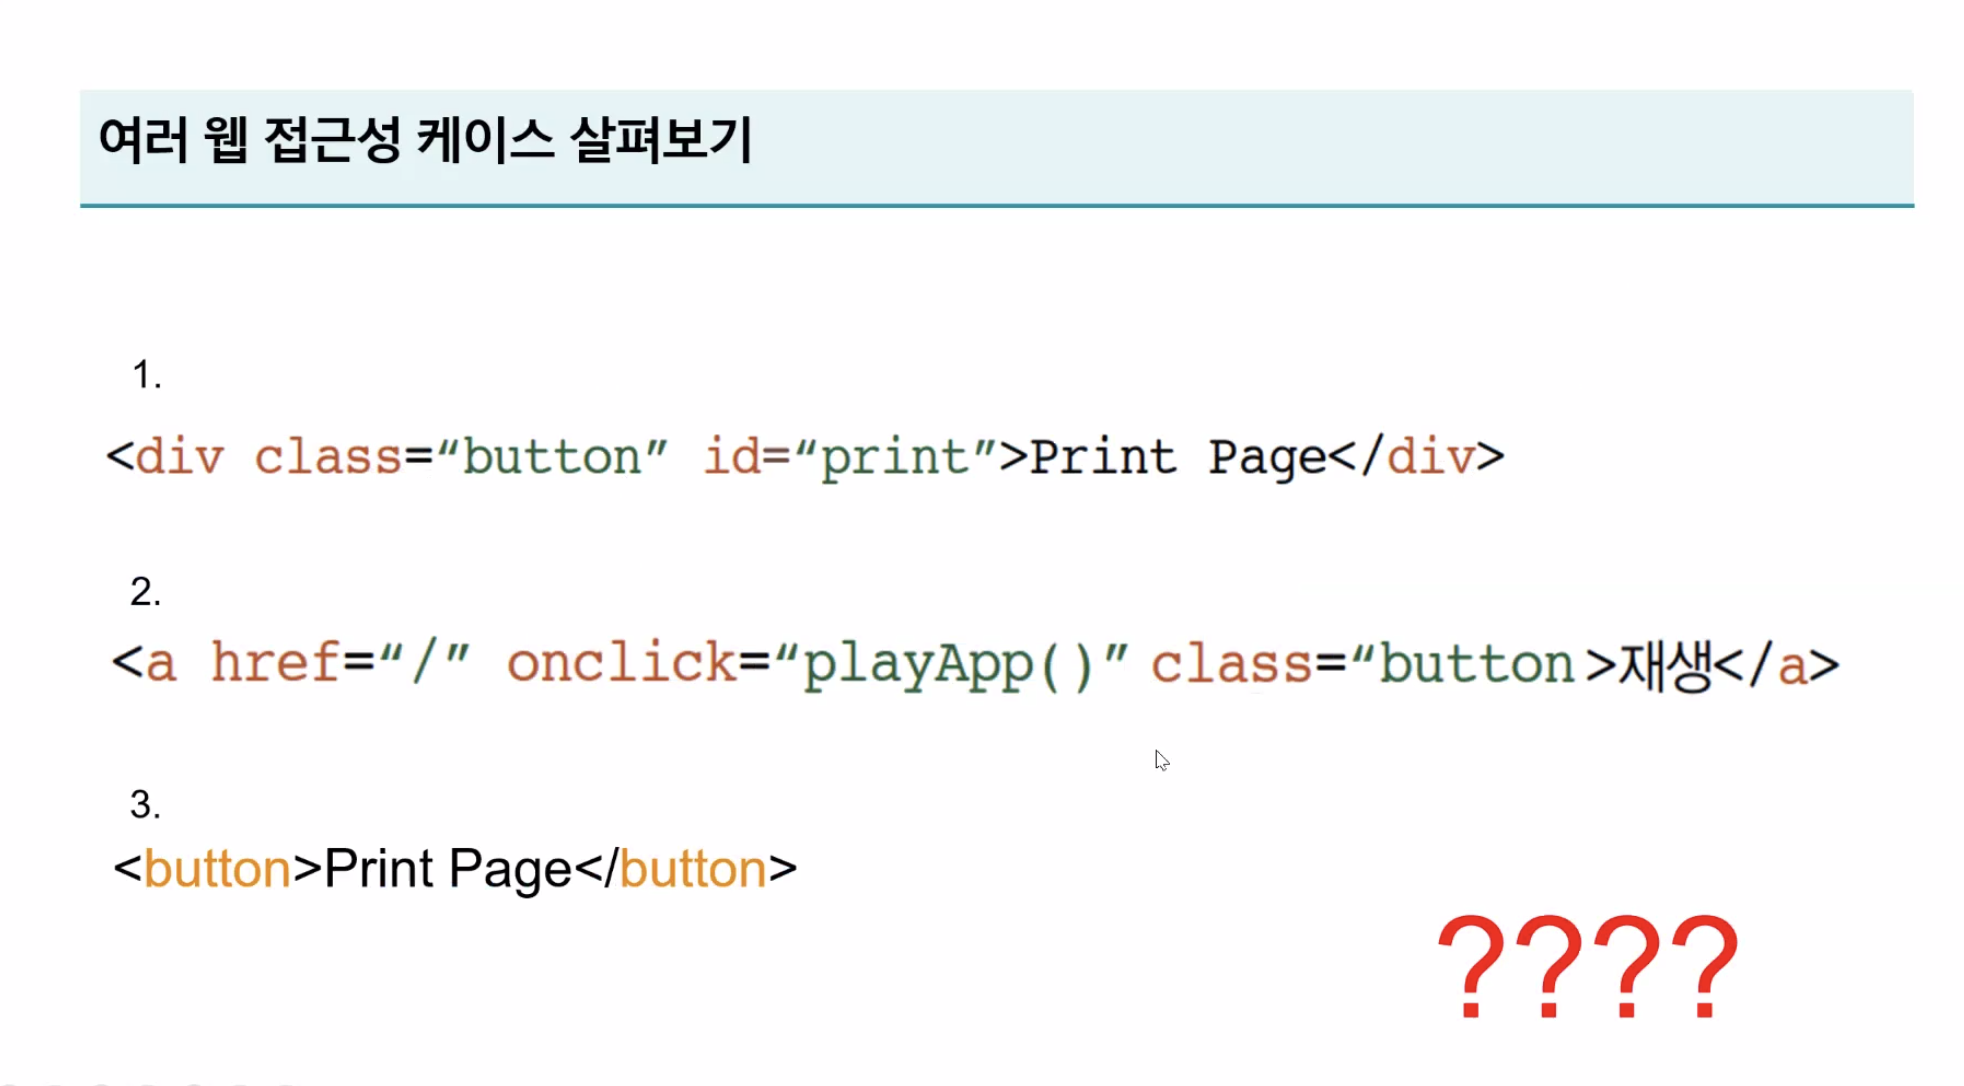 여러 웹 접근성 케이스 살펴보기
1.
<div class=“button” id=“print”>Print Page</div>
2.
<a href=“/” onclick=“playApp()” class=“button >재생</a>
3.
<button>Print Page</button>
????